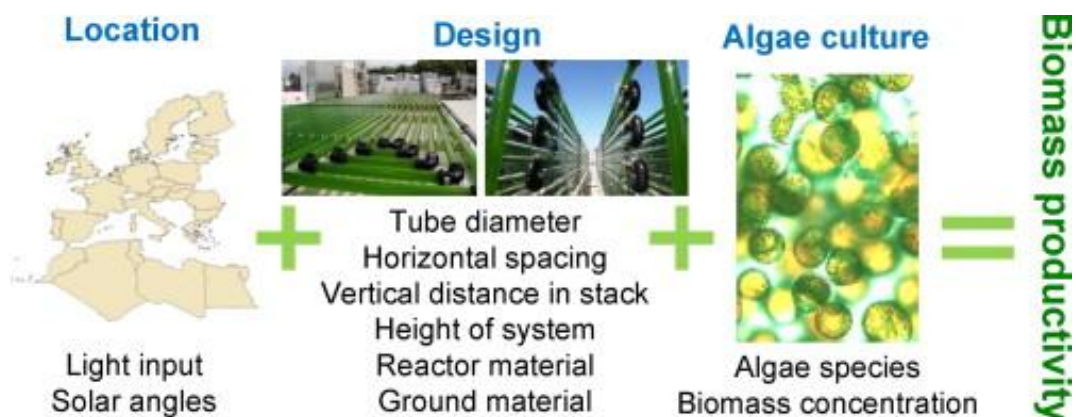 Location
Light input
Solar angles
Design
Tube diameter
Horizontal spacing
Vertical distance in stack
Height of system
Reactor material
Ground material
Algae culture
Algae species
Biomass concentration
Biomass productivity